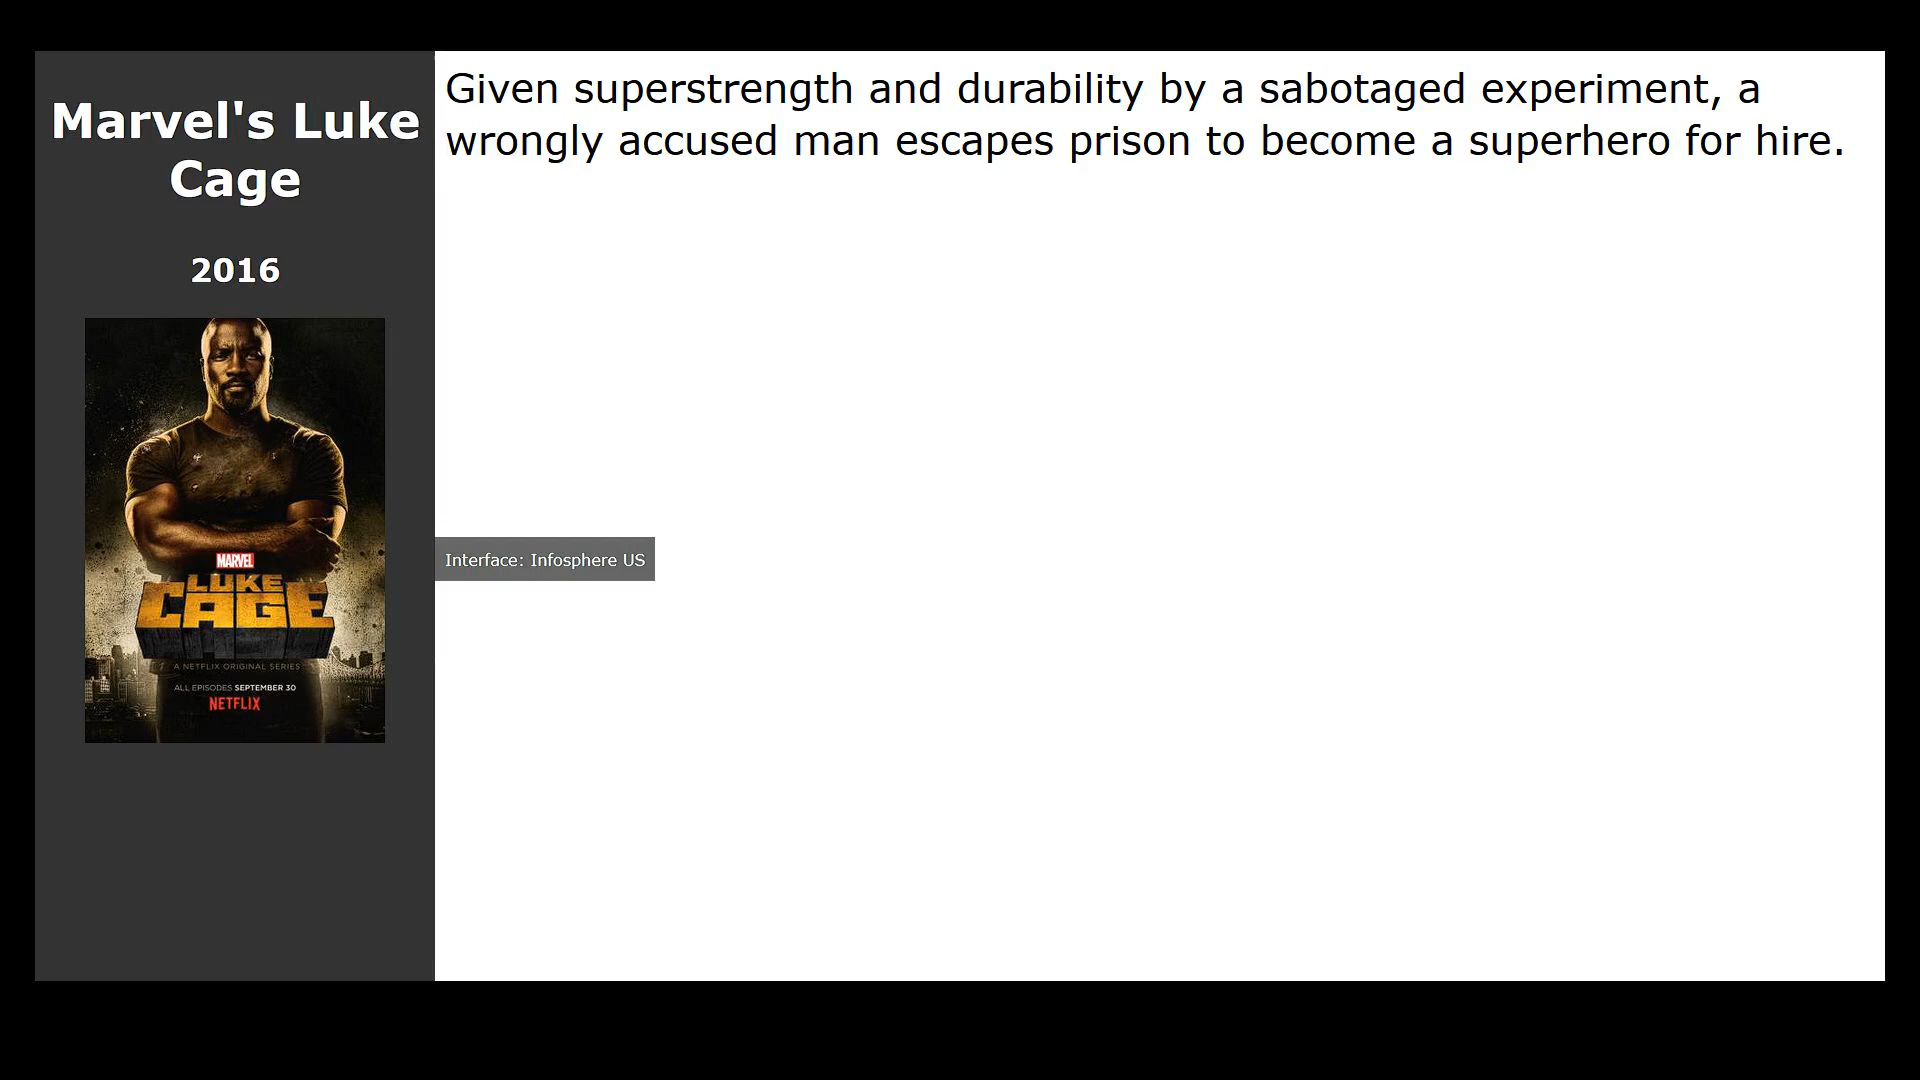 Marvel's Luke
Cage
2016
MARVEL
LUKE
CAGE
A NETFLIX ORIGINAL SERIES
ALL EPISODES SEPTEMBER 30
NETFLIX
Given superstrength and durability by a sabotaged experiment, a
wrongly accused man escapes prison to become a superhero for hire.
Interface: Infosphere US